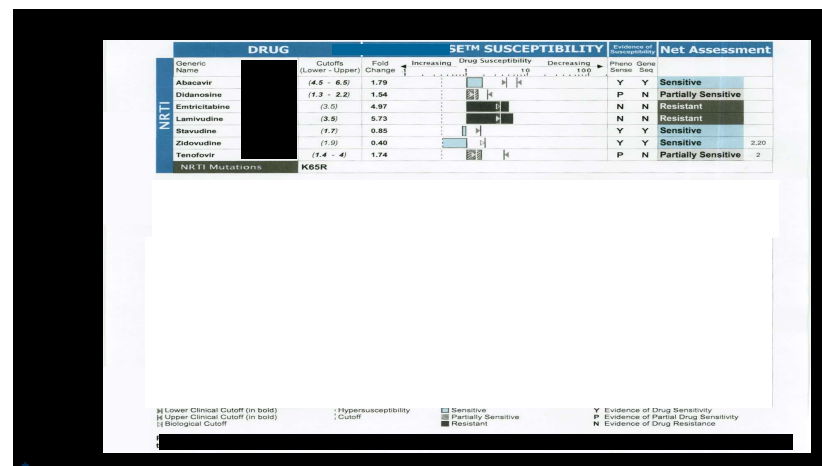 DRUG SE™ SUSCEPTIBILITY Evidence of Susceptibility Net Assessment
Generic Name Cutoffs (Lower - Upper) Fold Change Increasing Drug Susceptibility Decreasing Pheno Sense Gene Seq
1 10 100
NRTI
Abacavir (4.5 - 6.5) 1.79 Y Y Sensitive
Didanosine (1.3 - 2.2) 1.54 P N Partially Sensitive
Emtricitabine (3.5) 4.97 N N Resistant
Lamivudine (3.5) 5.73 N N Resistant
Stavudine (1.7) 0.85 Y Y Sensitive
Zidovudine (1.9) 0.40 Y Y Sensitive 2,20
Tenofovir (1.4 - 4) 1.74 P N Partially Sensitive 2
NRTI Mutations K65R
Lower Clinical Cutoff (in bold) Hypersusceptibility Sensitive Y Evidence of Drug Sensitivity
Upper Clinical Cutoff (in bold) Cutoff Partially Sensitive P Evidence of Partial Drug Sensitivity
Biological Cutoff Resistant N Evidence of Drug Resistance